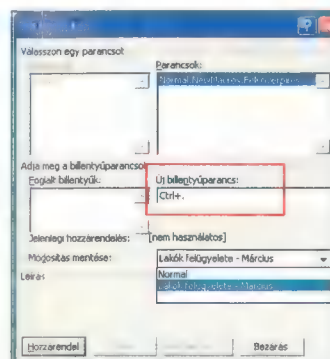 Válasszon egy parancsot
Parancsok:
Normal.NewMacros.
Adja meg a billentyűparancsot
Foglalt billentyűk:
Új billentyűparancs:
Ctrl+.
Jelenlegi hozzárendelés:
[nem használatos]
Módosítás mentése:
Lakók felügyelete - Március
Normal
Lakók felügyelete - Március
Leírás
Hozzárendel
Bezárás